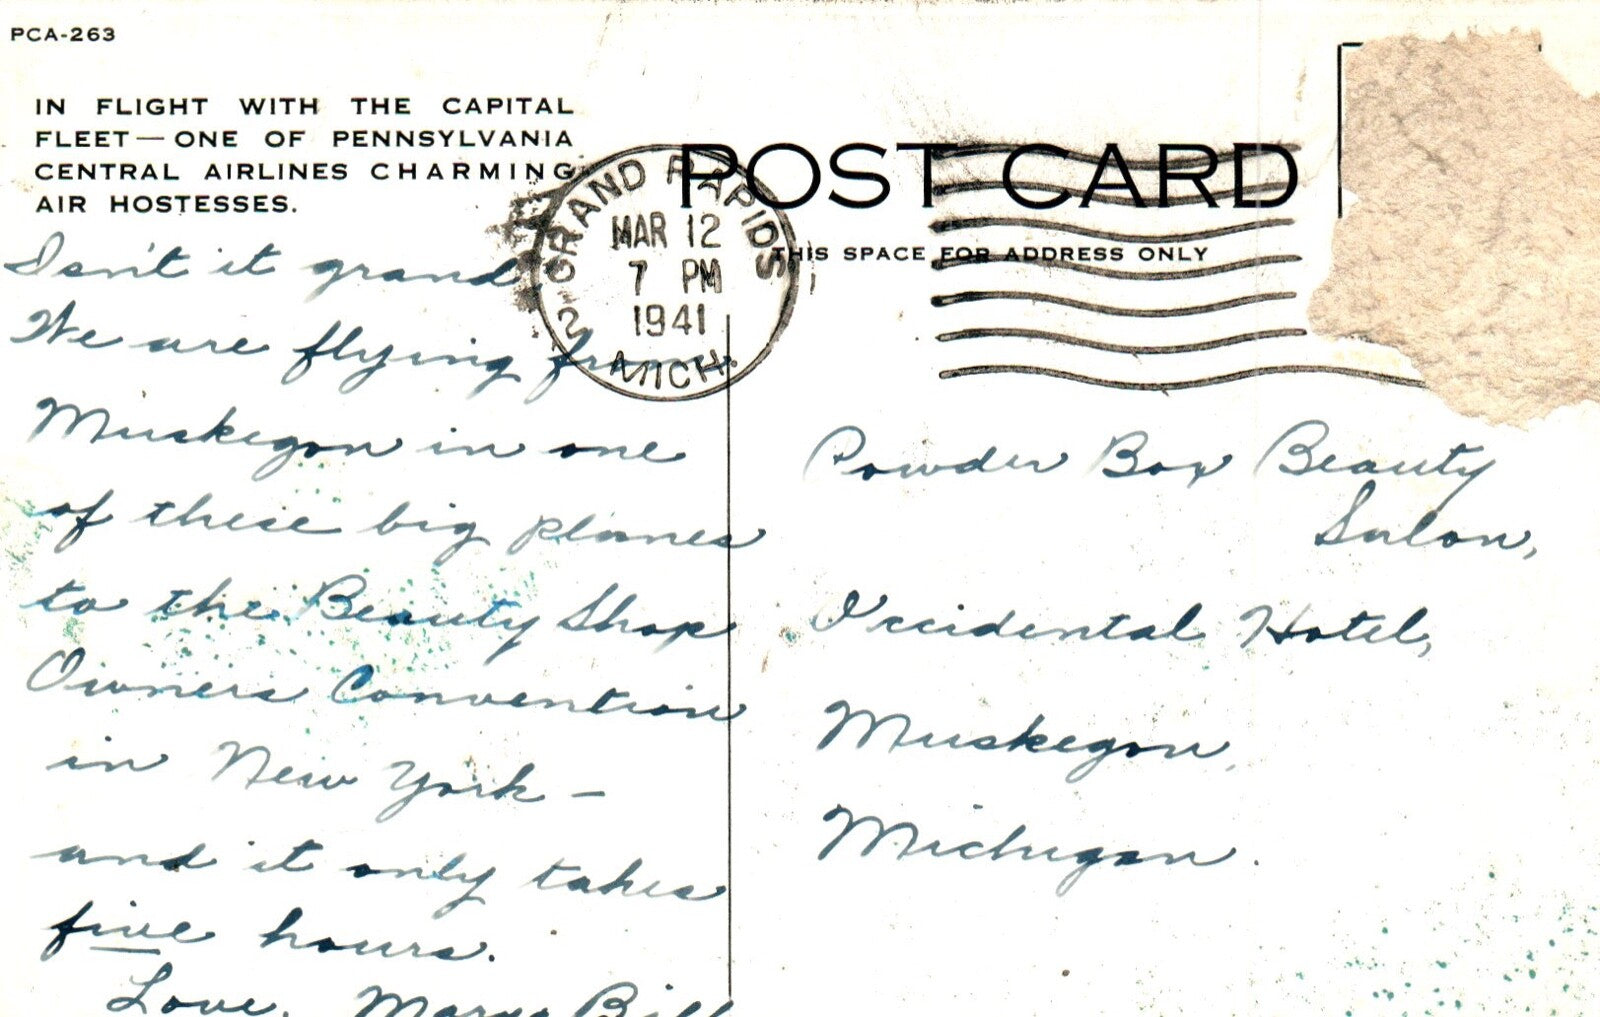 PCA-263
IN FLIGHT WITH THE CAPITAL
FLEET — ONE OF PENNSYLVANIA
CENTRAL AIRLINES CHARMING
AIR HOSTESSES.
POST CARD
THIS SPACE FOR ADDRESS ONLY
GRAND RAPIDS
MAR 12
7 PM
1941
MICH.
2
Isn't it grand.
We are flying from
Muskegon in one
of these big planes
to the Beauty Shop
Owners Convention
in New York —
and it only takes
five hours.
Love, Mary Bill
Powder Box Beauty
Salon,
Occidental Hotel,
Muskegon,
Michigan.